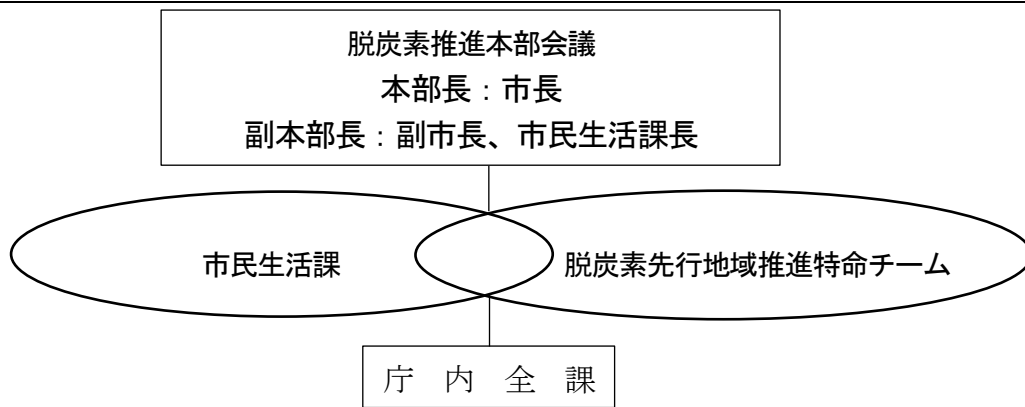 脱炭素推進本部会議
本部長：市長
副本部長：副市長、市民生活課長
市民生活課
脱炭素先行地域推進特命チーム
庁 内 全 課